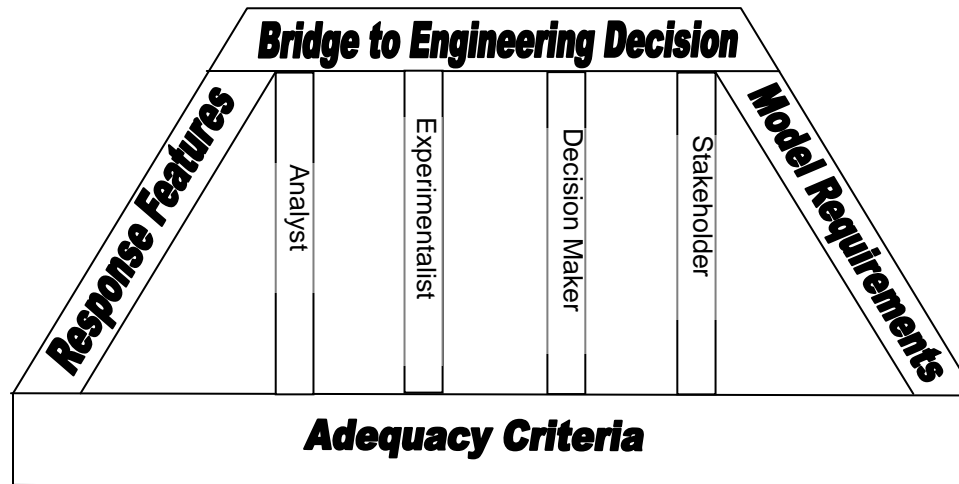 Bridge to Engineering Decision
Response Features
Analyst
Experimentalist
Decision Maker
Stakeholder
Model Requirements
Adequacy Criteria